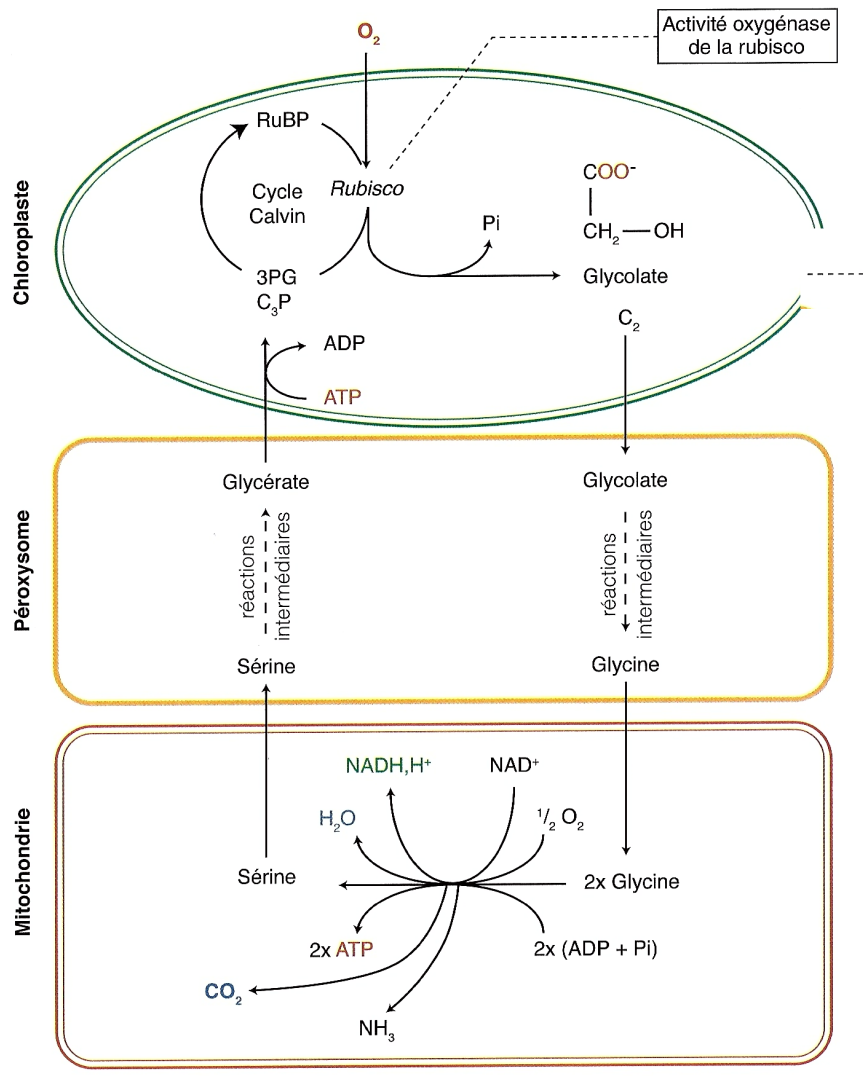 Activité oxygénase
de la rubisco
O₂
Chloroplaste
RuBP
Cycle
Calvin
Rubisco
COO⁻
CH₂—OH
Pi
3PG
C₃P
Glycolate
C₂
ADP
ATP
Péroxysome
Glycérate
Glycolate
réactions
intermédiaires
réactions
intermédiaires
Sérine
Glycine
Mitochondrie
NADH,H⁺
NAD⁺
H₂O
¹/₂ O₂
Sérine
2x Glycine
2x ATP
2x (ADP + Pi)
CO₂
NH₃